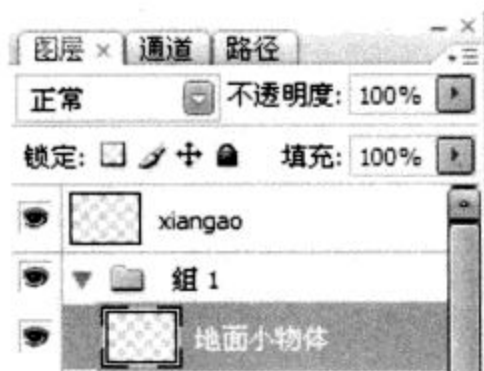 图层 × 通道 路径
正常 不透明度: 100%
锁定: 填充: 100%
xiangao
组 1
地面小物体